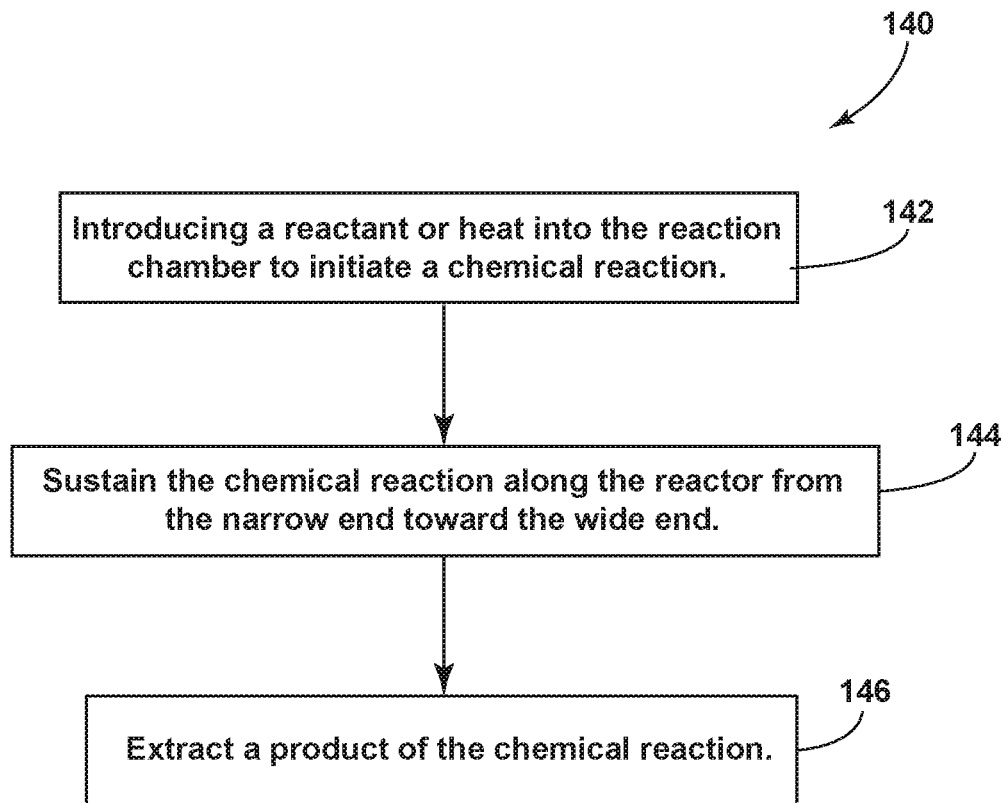 140
Introducing a reactant or heat into the reaction
chamber to initiate a chemical reaction.
142
Sustain the chemical reaction along the reactor from
the narrow end toward the wide end.
144
Extract a product of the chemical reaction.
146